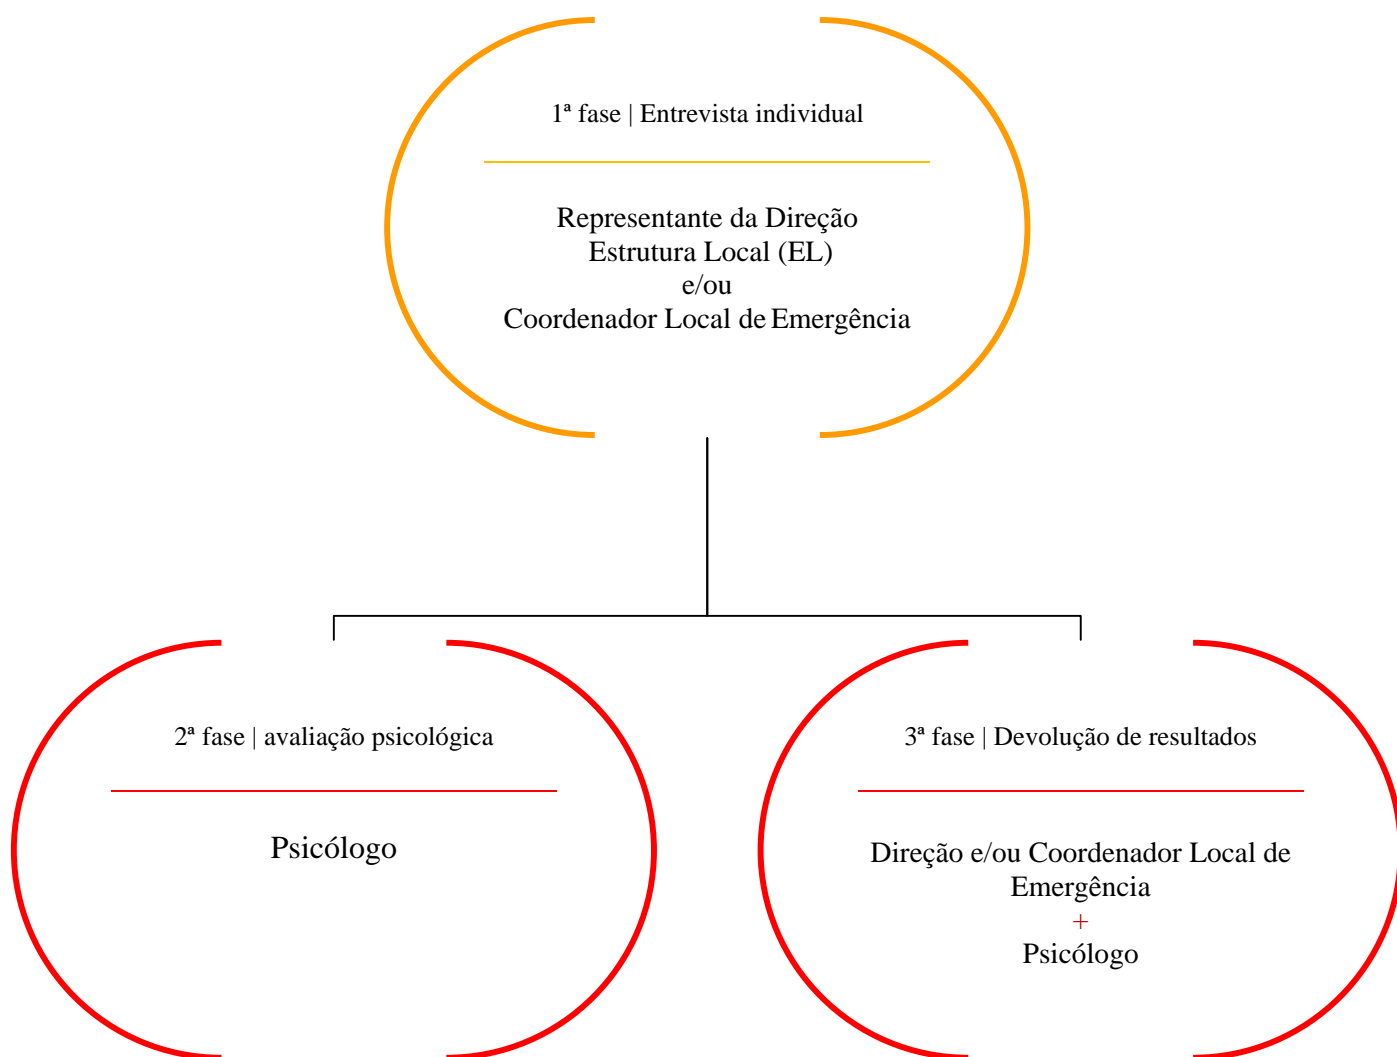 1ª fase | Entrevista individual
Representante da Direção
Estrutura Local (EL)
e/ou
Coordenador Local de Emergência
2ª fase | avaliação psicológica
Psicólogo
3ª fase | Devolução de resultados
Direção e/ou Coordenador Local de
Emergência
+
Psicólogo